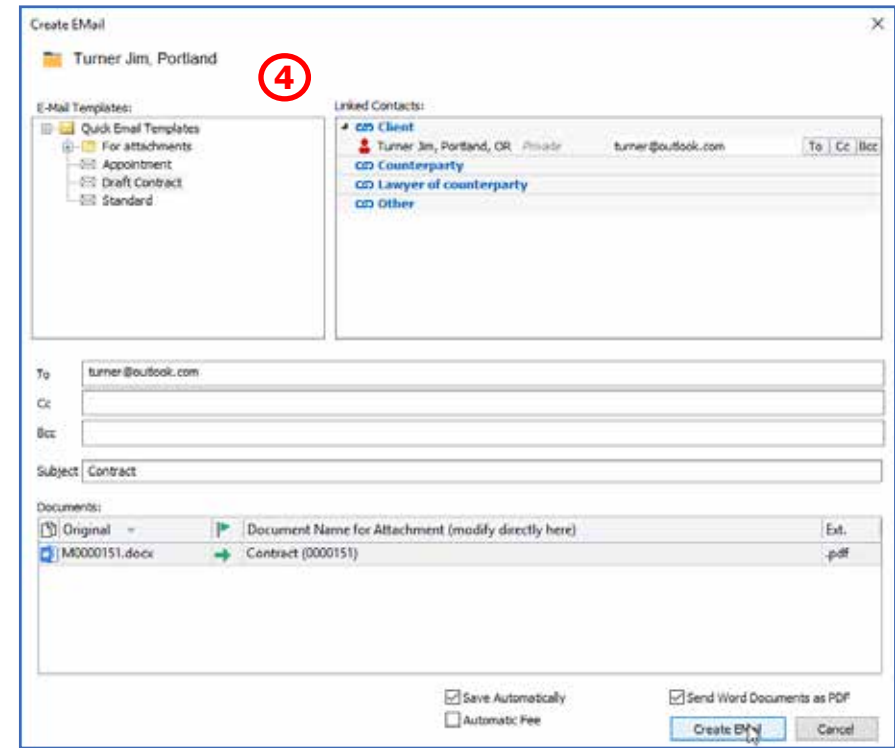 Create EMail
Turner Jim, Portland
4
E-Mail Templates:
Quick Email Templates
For attachments
Appointment
Draft Contract
Standard
Linked Contacts:
Client
Turner Jim, Portland, OR Private turner@outlook.com To Cc Bcc
Counterparty
Lawyer of counterparty
Other
To turner@outlook.com
Cc
Bcc
Subject Contract
Documents:
Original Document Name for Attachment (modify directly here) Ext.
M0000151.docx Contract (0000151) .pdf
Save Automatically Send Word Documents as PDF
Automatic Fee
Create EMail Cancel